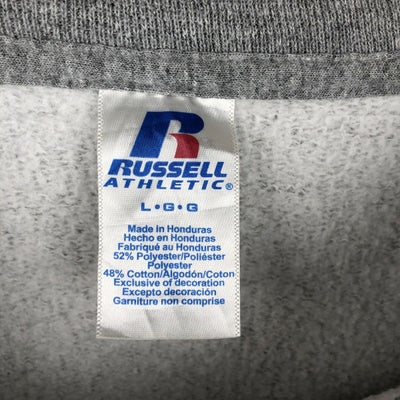 R
RUSSELL
ATHLETIC®
L•G•G
Made in Honduras
Hecho en Honduras
Fabriqué au Honduras
52% Polyester/Poliéster
Polyester
48% Cotton/Algodón/Coton
Exclusive of decoration
Excepto decoración
Garniture non comprise